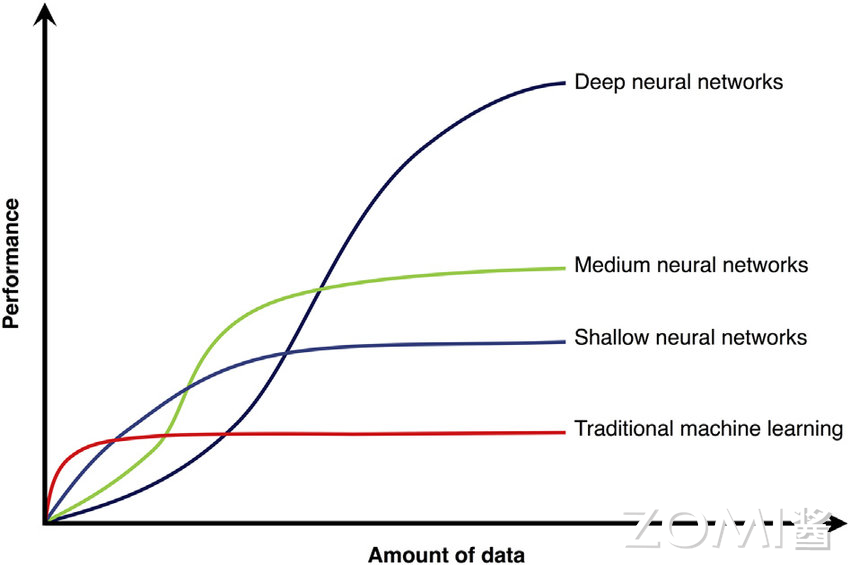 Deep neural networks
Medium neural networks
Shallow neural networks
Traditional machine learning
Performance
Amount of data
ZOMI酱